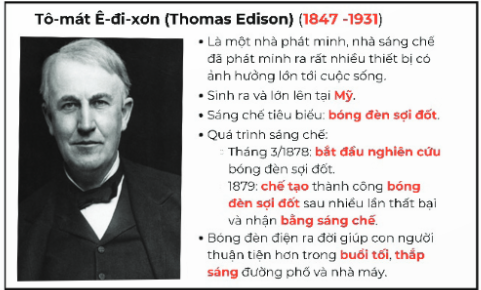 Tô-mát Ê-đi-xơn (Thomas Edison) (1847 -1931)
• Là một nhà phát minh, nhà sáng chế
đã phát minh ra rất nhiều thiết bị có
ảnh hưởng lớn tới cuộc sống.
• Sinh ra và lớn lên tại Mỹ.
• Sáng chế tiêu biểu: bóng đèn sợi đốt.
• Quá trình sáng chế:
Tháng 3/1878: bắt đầu nghiên cứu
bóng đèn sợi đốt.
1879: chế tạo thành công bóng
đèn sợi đốt sau nhiều lần thất bại
và nhận bằng sáng chế.
• Bóng đèn điện ra đời giúp con người
thuận tiện hơn trong buổi tối, thắp
sáng đường phố và nhà máy.